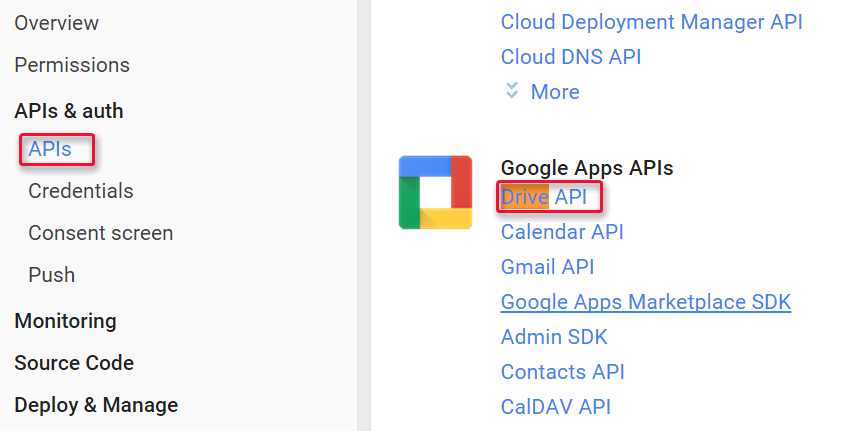 Overview
Permissions
APIs & auth
APIs
Credentials
Consent screen
Push
Monitoring
Source Code
Deploy & Manage
Cloud Deployment Manager API
Cloud DNS API
More
Google Apps APIs
Drive API
Calendar API
Gmail API
Google Apps Marketplace SDK
Admin SDK
Contacts API
CalDAV API